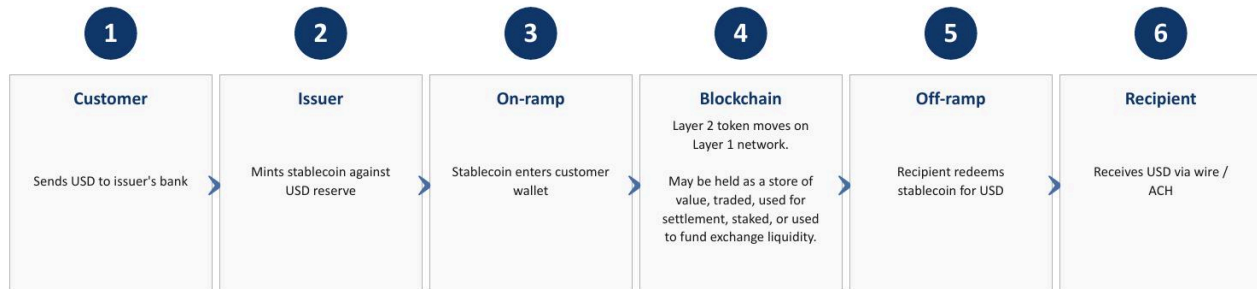 1
2
3
4
5
6
Customer
Sends USD to issuer's bank
Issuer
Mints stablecoin against
USD reserve
On-ramp
Stablecoin enters customer
wallet
Blockchain
Layer 2 token moves on
Layer 1 network.
May be held as a store of
value, traded, used for
settlement, staked, or used
to fund exchange liquidity.
Off-ramp
Recipient redeems
stablecoin for USD
Recipient
Receives USD via wire /
ACH